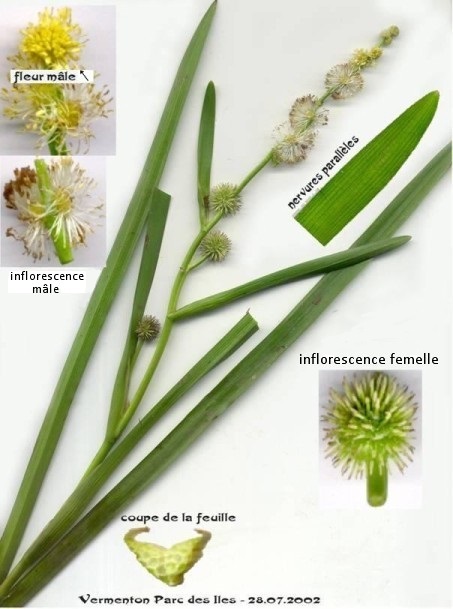 fleur mâle
nervures parallèles
inflorescence
mâle
inflorescence femelle
coupe de la feuille
Vermenton Parc des Iles - 28.07.2002